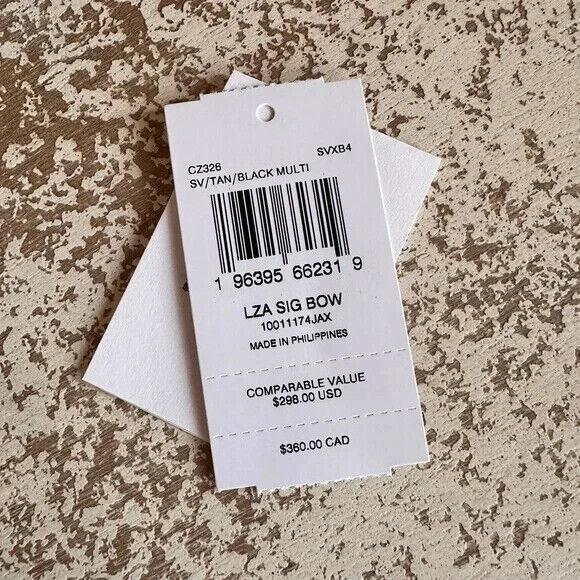 CZ326 SVXB4
SV/TAN/BLACK MULTI
1 96395 66231 9
LZA SIG BOW
10011174JAX
MADE IN PHILIPPINES
COMPARABLE VALUE
$298.00 USD
$360.00 CAD